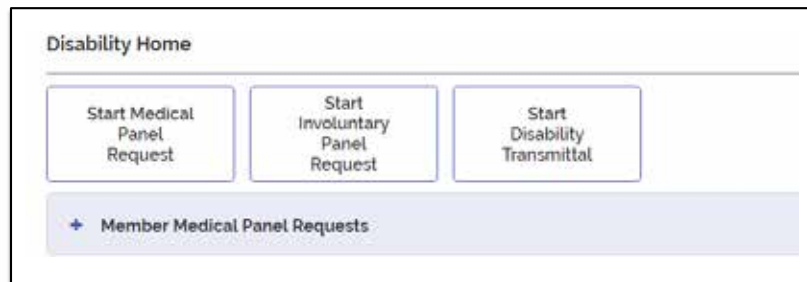 Disability Home
Start Medical
Panel
Request
Start
Involuntary
Panel
Request
Start
Disability
Transmittal
+ Member Medical Panel Requests